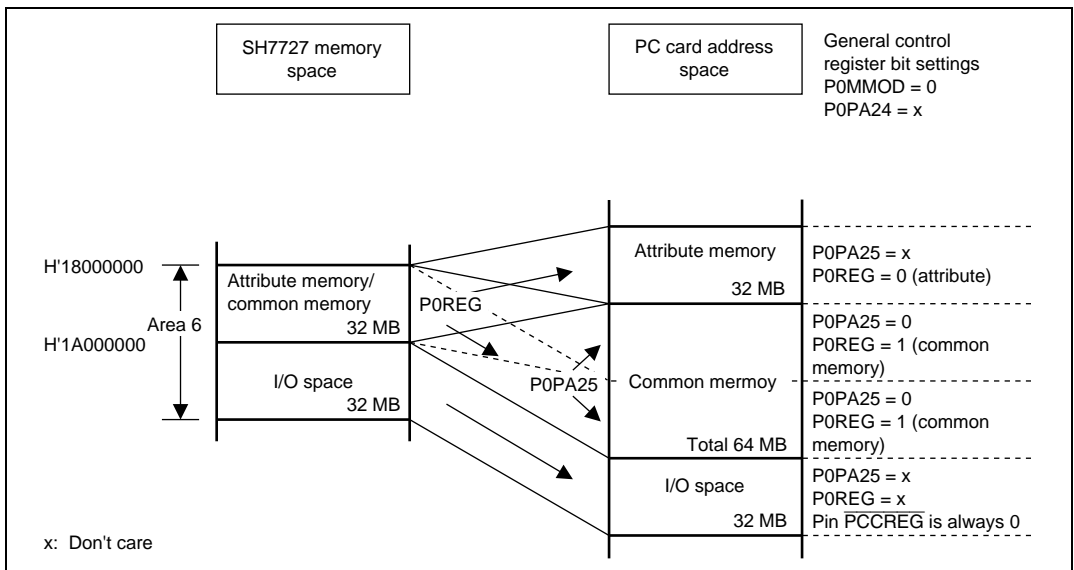 SH7727 memory
space
PC card address
space
General control
register bit settings
P0MMOD = 0
P0PA24 = x
H'18000000
Area 6
H'1A000000
Attribute memory/
common memory
32 MB
I/O space
32 MB
P0REG
P0PA25
Attribute memory
32 MB
Common mermoy
Total 64 MB
I/O space
32 MB
P0PA25 = x
P0REG = 0 (attribute)
P0PA25 = 0
P0REG = 1 (common
memory)
P0PA25 = 0
P0REG = 1 (common
memory)
P0PA25 = x
P0REG = x
Pin PCCREG is always 0
x: Don't care